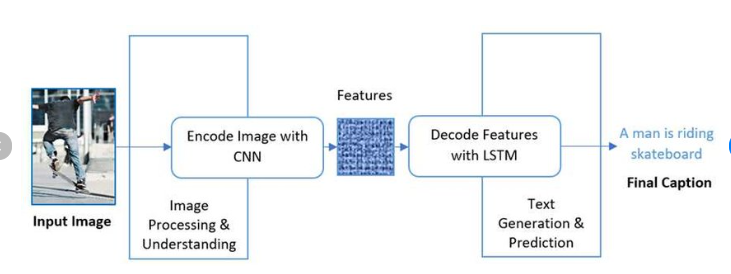 Input Image
Encode Image with
CNN
Image
Processing &
Understanding
Features
Decode Features
with LSTM
Text
Generation &
Prediction
A man is riding
skateboard
Final Caption